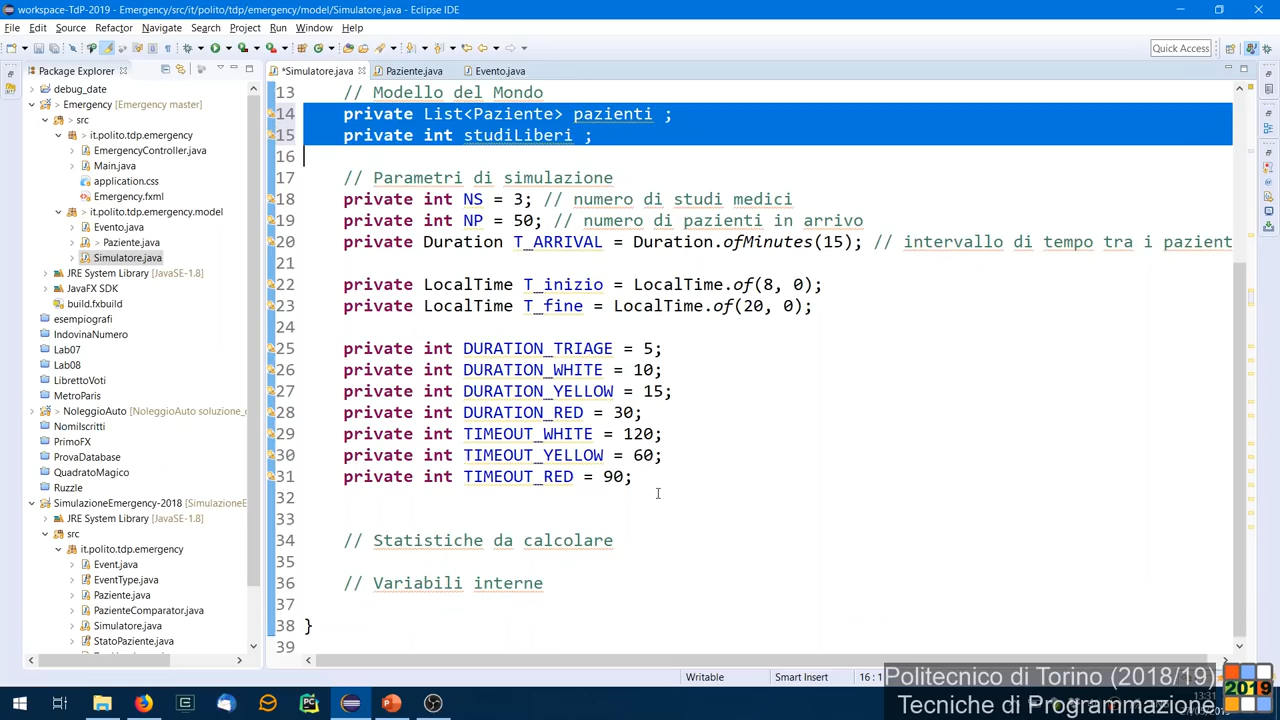 workspace-TdP-2019 - Emergency/src/it/polito/tdp/emergency/model/Simulatore.java - Eclipse IDE
File Edit Source Refactor Navigate Search Project Run Window Help
Quick Access
Package Explorer
*Simulatore.java Paziente.java Evento.java
debug_date
Emergency [Emergency master]
src
it.polito.tdp.emergency
EmergencyController.java
Main.java
application.css
Emergency.fxml
> it.polito.tdp.emergency.model
Evento.java
> Paziente.java
Simulatore.java
JRE System Library [JavaSE-1.8]
JavaFX SDK
build.fxbuild
esempiografi
IndovinaNumero
Lab07
Lab08
LibrettoVoti
MetroParis
> NoleggioAuto [NoleggioAuto soluzione_
NomiIscritti
PrimoFX
ProvaDatabase
QuadratoMagico
Ruzzle
SimulazioneEmergency-2018 [SimulazioneE
JRE System Library [JavaSE-1.8]
src
it.polito.tdp.emergency
Event.java
EventType.java
Paziente.java
PazienteComparator.java
Simulatore.java
StatoPaziente.java
13 // Modello del Mondo
14 private List<Paziente> pazienti ;
15 private int studiLiberi ;
16
17 // Parametri di simulazione
18 private int NS = 3; // numero di studi medici
19 private int NP = 50; // numero di pazienti in arrivo
20 private Duration T_ARRIVAL = Duration.ofMinutes(15); // intervallo di tempo tra i pazient
21
22 private LocalTime T_inizio = LocalTime.of(8, 0);
23 private LocalTime T_fine = LocalTime.of(20, 0);
24
25 private int DURATION_TRIAGE = 5;
26 private int DURATION_WHITE = 10;
27 private int DURATION_YELLOW = 15;
28 private int DURATION_RED = 30;
29 private int TIMEOUT_WHITE = 120;
30 private int TIMEOUT_YELLOW = 60;
31 private int TIMEOUT_RED = 90;
32
33
34 // Statistiche da calcolare
35
36 // Variabili interne
37
38 }
39
Writable Smart Insert 16 : 1
Politecnico di Torino (2018/19)
Tecniche di Programmazione
2019
13:31